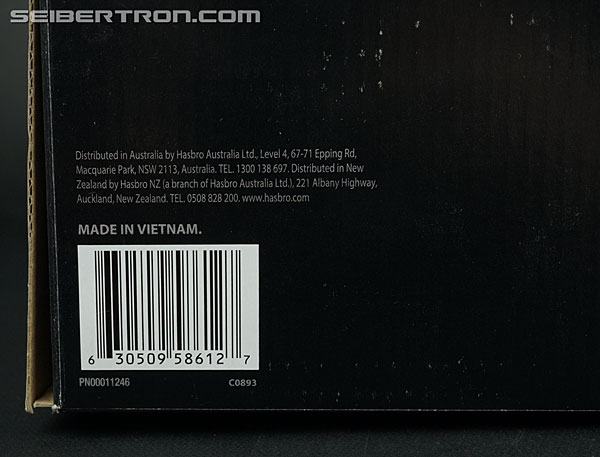 SEIBERTRON.COM
Distributed in Australia by Hasbro Australia Ltd., Level 4, 67-71 Epping Rd,
Macquarie Park, NSW 2113, Australia. TEL. 1300 138 697. Distributed in New
Zealand by Hasbro NZ (a branch of Hasbro Australia Ltd.), 221 Albany Highway,
Auckland, New Zealand. TEL. 0508 828 200. www.hasbro.com
MADE IN VIETNAM.
6 30509 58612 7
PN00011246 C0893